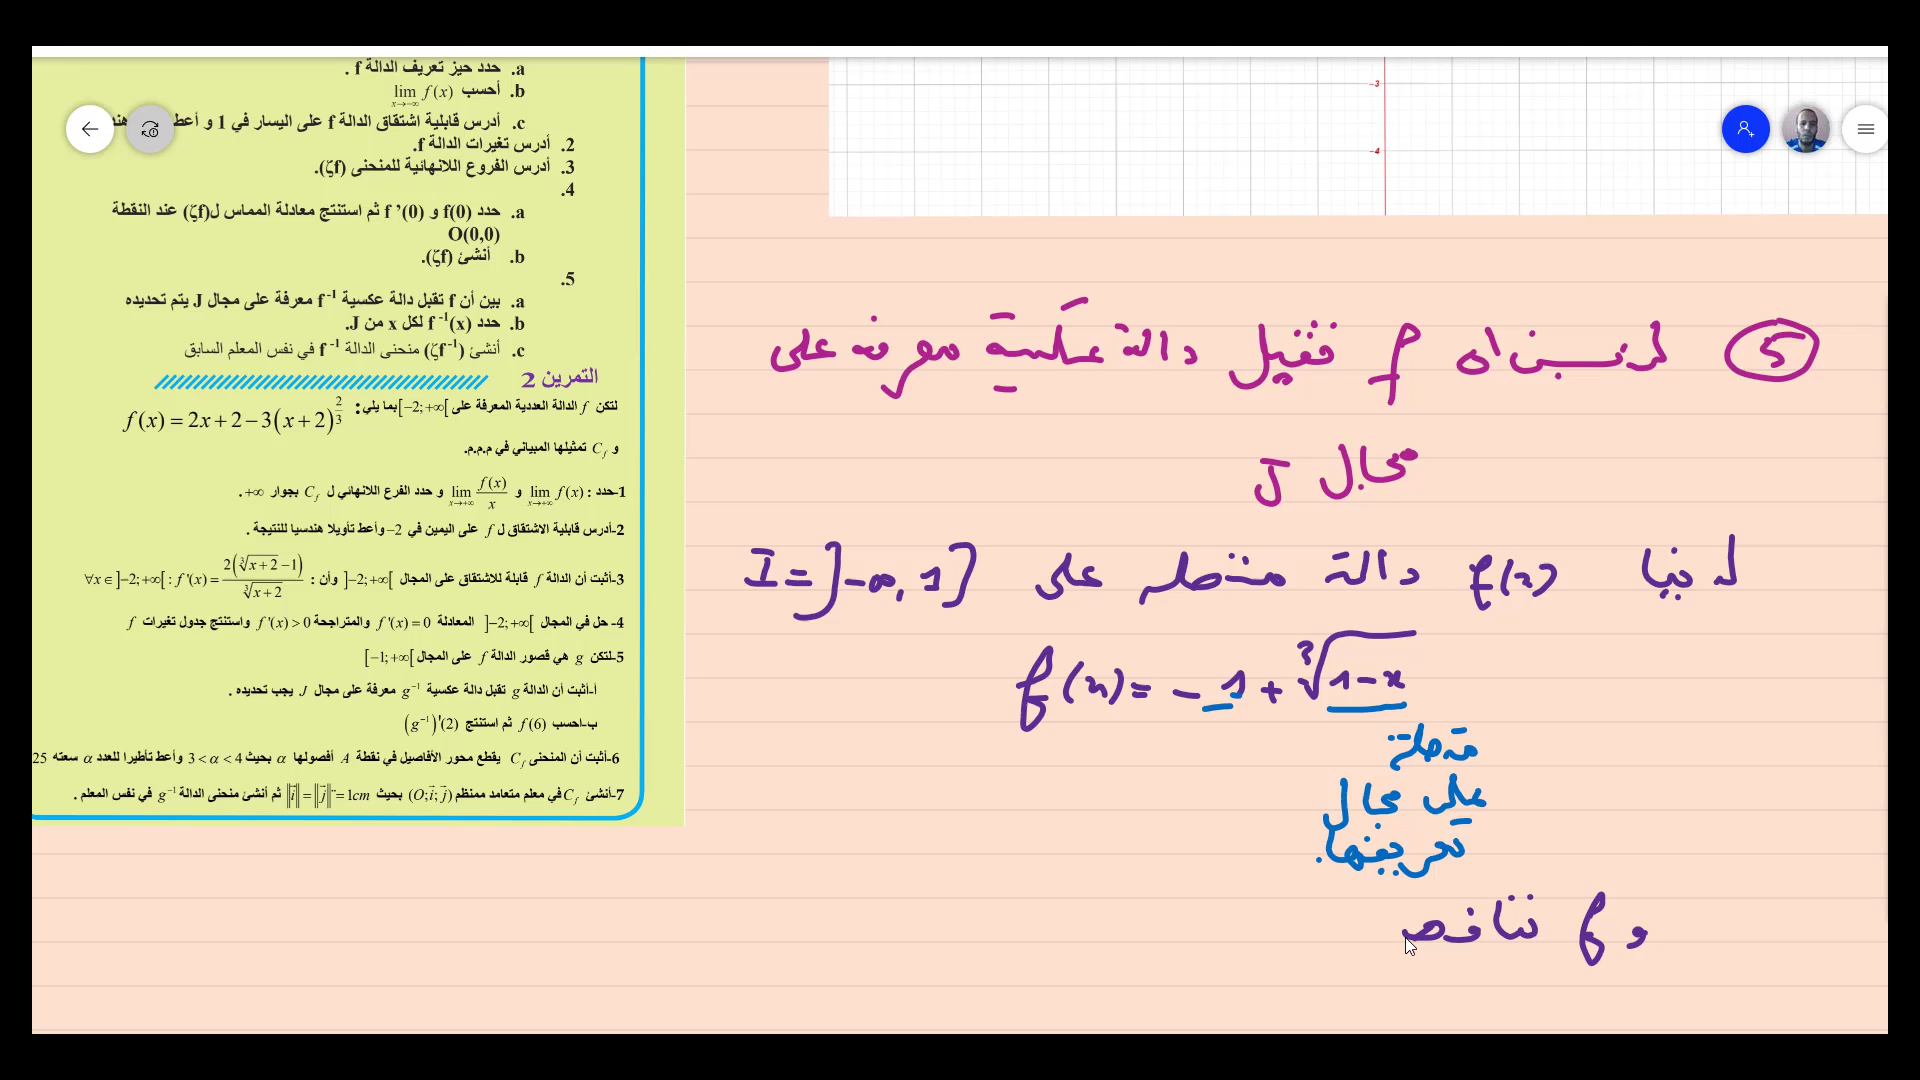 a. حدد حيز تعريف الدالة f .
b. أحسب lim f(x) x→-∞
c. أدرس قابلية اشتقاق الدالة f على اليسار في 1 و أعط هند
2. أدرس تغيرات الدالة f.
3. أدرس الفروع اللانهائية للمنحنى (ζf).
4.
a. حدد f(0) و f '(0) ثم استنتج معادلة المماس ل(ζf) عند النقطة
O(0,0)
b. أنشئ (ζf).
5.
a. بين أن f تقبل دالة عكسية f⁻¹ معرفة على مجال J يتم تحديده
b. حدد f⁻¹(x) لكل x من J.
c. أنشئ (ζf⁻¹) منحنى الدالة f⁻¹ في نفس المعلم السابق
التمرين 2
لتكن f الدالة العددية المعرفة على [-2;+∞[ بما يلي : f(x) = 2x+2-3(x+2)^(2/3)
و C_f تمثيلها المبياني في م.م.م.
1-حدد : lim f(x) x→+∞ و lim f(x)/x x→+∞ و حدد الفرع اللانهائي ل C_f بجوار +∞ .
2-أدرس قابلية الاشتقاق ل f على اليمين في -2 وأعط تأويلا هندسيا للنتيجة .
3-أثبت أن الدالة f قابلة للاشتقاق على المجال ]-2;+∞[ وأن : ∀x∈]-2;+∞[ : f'(x) = 2(∛(x+2)-1)/∛(x+2)
4- حل في المجال ]-2;+∞[ المعادلة f'(x)=0 والمتراجحة f'(x)>0 واستنتج جدول تغيرات f
5-لتكن g هي قصور الدالة f على المجال [-1;+∞[
أ-أثبت أن الدالة g تقبل دالة عكسية g⁻¹ معرفة على مجال J يجب تحديده .
ب-احسب f(6) ثم استنتج (g⁻¹)'(2)
6-أثبت أن المنحنى C_f يقطع محور الأفاصيل في نقطة A أفصولها α بحيث 3<α<4 وأعط تأطيرا للعدد α سعته 25
7-أنشئ C_f في معلم متعامد ممنظم (O;i;j) بحيث ||i||=||j||=1cm ثم أنشئ منحنى الدالة g⁻¹ في نفس المعلم .
-3
-4
5 لنبين ان f تقبل دالة عكسية معرفة على
مجال J
لدينا f(x) دالة متصلة على I=]-∞,1]
f(x)= -1+∛(1-x)
متصلة
على مجال
تعريفها.
و f تناقص